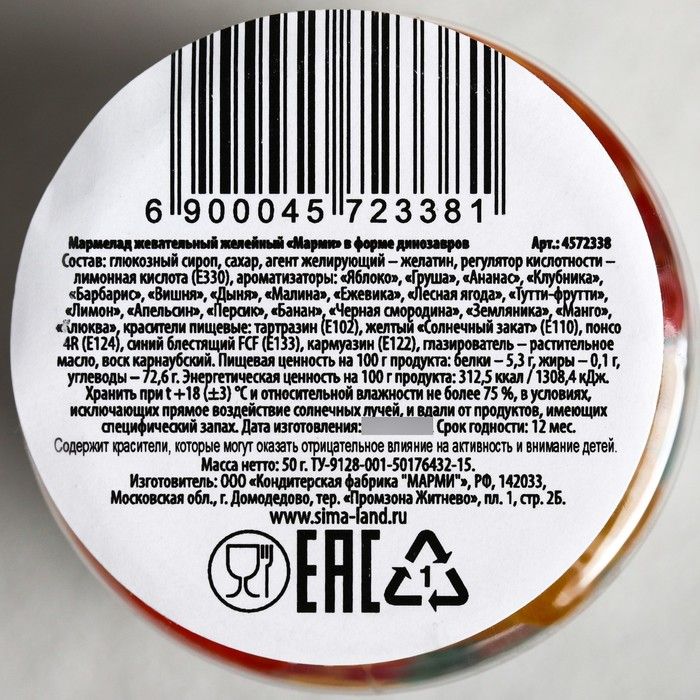 6 900045 723381
Мармелад жевательный желейный «Марми» в форме динозавров Арт.: 4572338
Состав: глюкозный сироп, сахар, агент желирующий – желатин, регулятор кислотности –
лимонная кислота (Е330), ароматизаторы: «Яблоко», «Груша», «Ананас», «Клубника»,
«Барбарис», «Вишня», «Дыня», «Малина», «Ежевика», «Лесная ягода», «Тутти-фрутти»,
«Лимон», «Апельсин», «Персик», «Банан», «Черная смородина», «Земляника», «Манго»,
«Клюква», красители пищевые: тартразин (Е102), желтый «Солнечный закат» (Е110), понсо
4R (Е124), синий блестящий FCF (Е133), кармуазин (Е122), глазирователь – растительное
масло, воск карнаубский. Пищевая ценность на 100 г продукта: белки – 5,3 г, жиры – 0,1 г,
углеводы – 72,6 г. Энергетическая ценность на 100 г продукта: 312,5 ккал / 1308,4 кДж.
Хранить при t +18 (±3) °С и относительной влажности не более 75 %, в условиях,
исключающих прямое воздействие солнечных лучей, и вдали от продуктов, имеющих
специфический запах. Дата изготовления: Срок годности: 12 мес.
Содержит красители, которые могут оказать отрицательное влияние на активность и внимание детей.
Масса нетто: 50 г. ТУ-9128-001-50176432-15.
Изготовитель: ООО «Кондитерская фабрика "МАРМИ"», РФ, 142033,
Московская обл., г. Домодедово, тер. «Промзона Житнево», пл. 1, стр. 2Б.
www.sima-land.ru
EAC 1